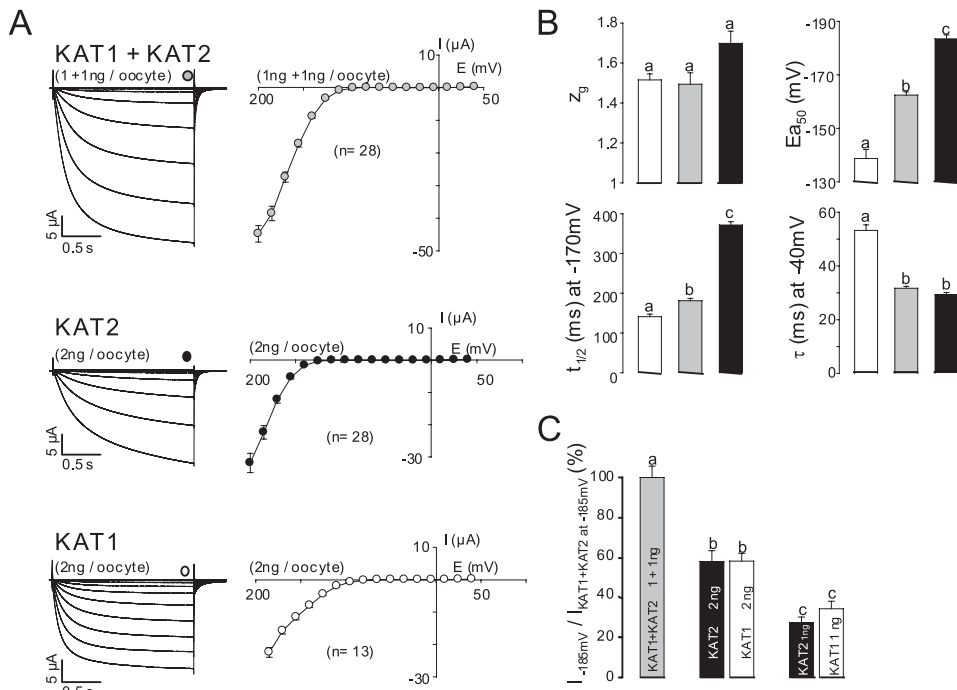 A
KAT1 + KAT2
(1 +1ng / oocyte)
5 µA
0.5 s
10
I (µA)
E (mV)
(1ng +1ng / oocyte)
200
50
(n= 28)
-50
KAT2
(2ng / oocyte)
5 µA
0.5 s
10
I (µA)
E (mV)
(2ng / oocyte)
200
50
(n= 28)
-30
KAT1
(2ng / oocyte)
5 µA
0.5 s
10
I (µA)
E (mV)
(2ng / oocyte)
200
50
(n= 13)
-30
B
zg
2
1.8
1.6
1.4
1.2
1
a
a
a
Ea50 (mV)
-190
-170
-150
-130
a
b
c
t1/2 (ms) at -170mV
400
300
200
100
0
a
b
c
τ (ms) at -40mV
60
40
20
0
a
b
b
C
I-185mV / IKAT1+KAT2 at -185mV (%)
100
80
60
40
20
0
a
b
b
c
c
KAT1+KAT2 1 + 1ng
KAT2 2ng
KAT1 2ng
KAT2 1ng
KAT1 1 ng